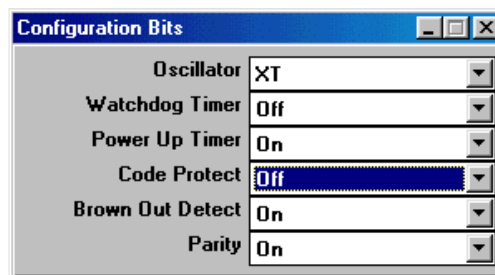 Configuration Bits
Oscillator XT
Watchdog Timer Off
Power Up Timer On
Code Protect Off
Brown Out Detect On
Parity On